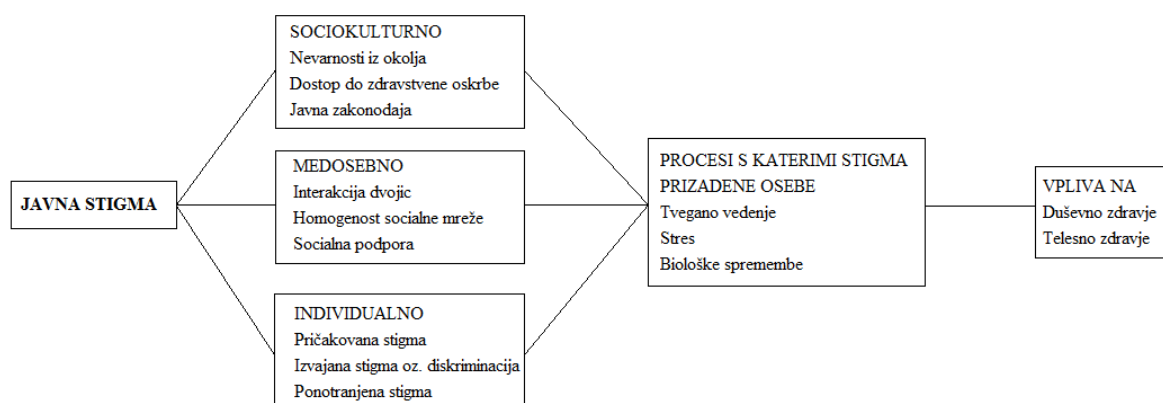 JAVNA STIGMA
SOCIOKULTURNO
Nevarnosti iz okolja
Dostop do zdravstvene oskrbe
Javna zakonodaja
MEDOSEBNO
Interakcija dvojic
Homogenost socialne mreže
Socialna podpora
INDIVIDUALNO
Pričakovana stigma
Izvajana stigma oz. diskriminacija
Ponotranjena stigma
PROCESI S KATERIMI STIGMA
PRIZADENE OSEBE
Tvegano vedenje
Stres
Biološke spremembe
VPLIVA NA
Duševno zdravje
Telesno zdravje